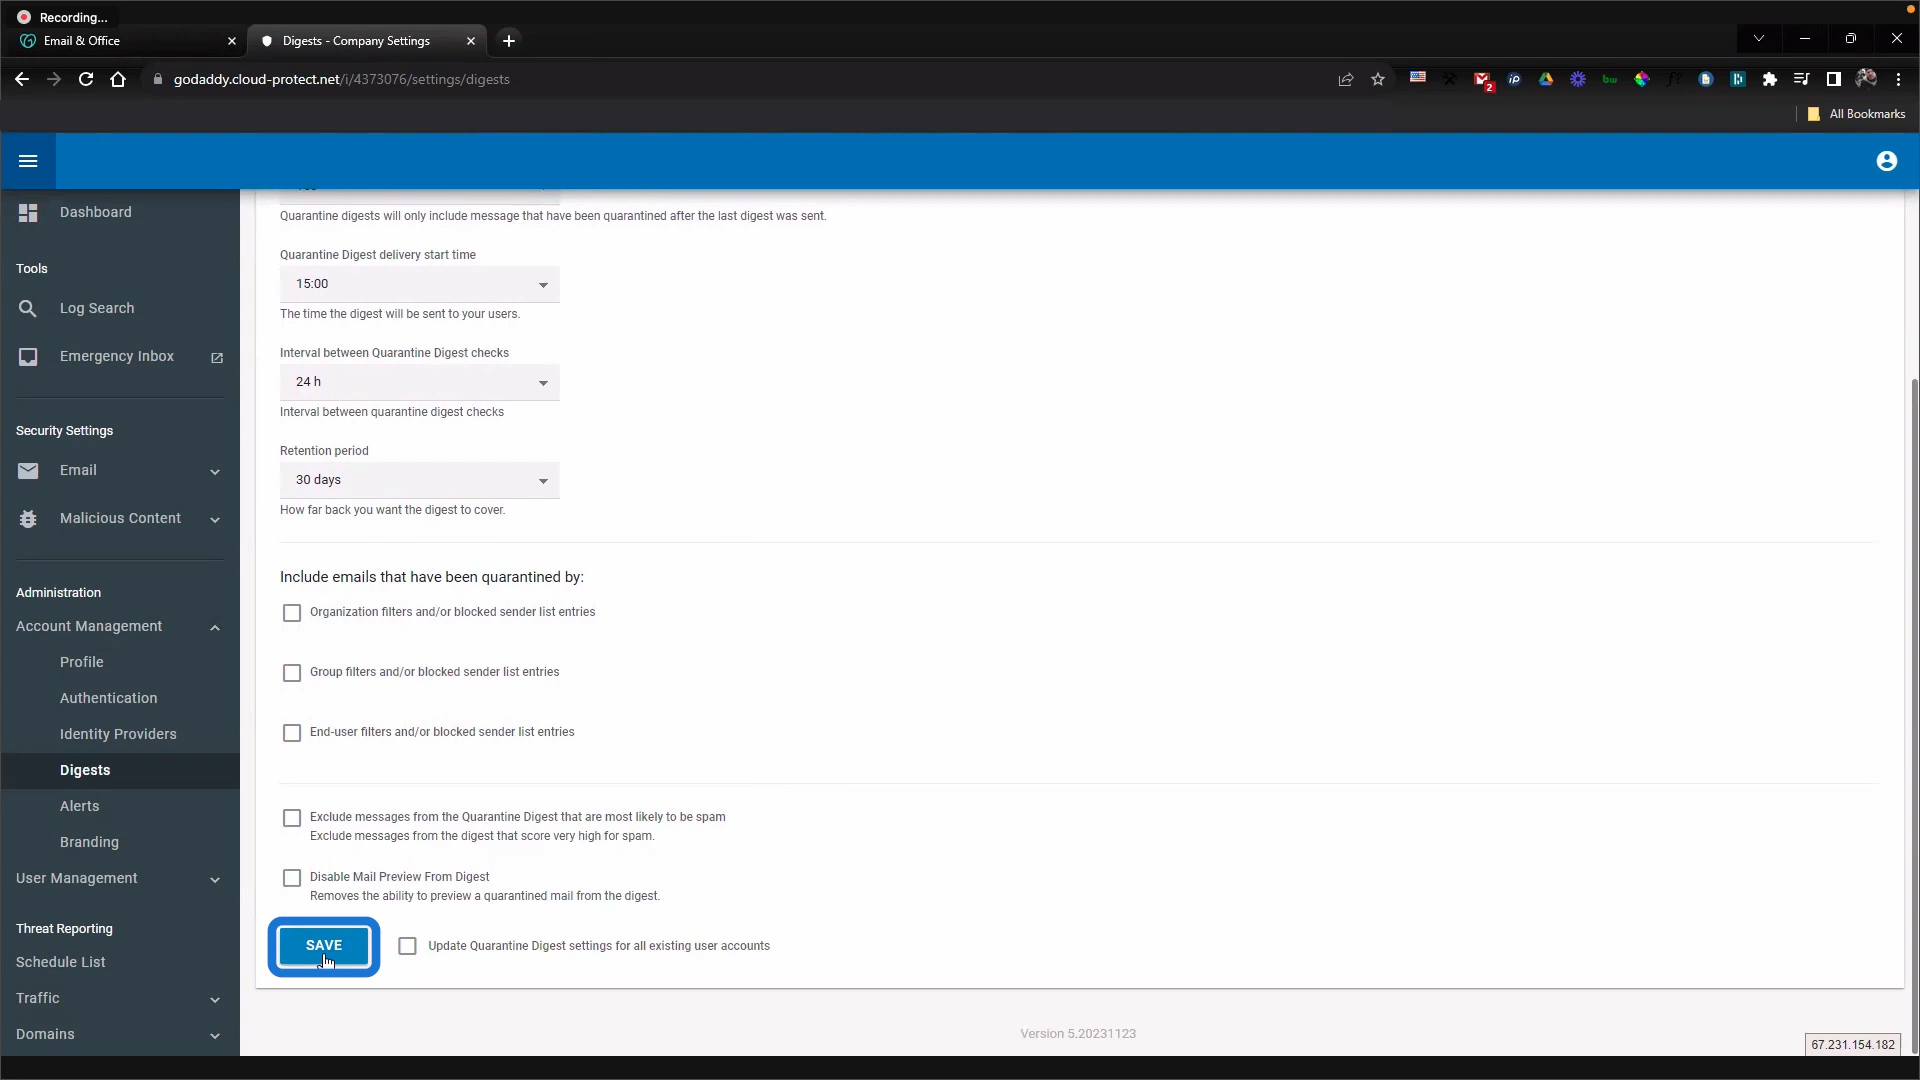 Recording...
Email & Office
Digests - Company Settings
godaddy.cloud-protect.net/i/4373076/settings/digests
2
All Bookmarks
Dashboard
Tools
Log Search
Emergency Inbox
Security Settings
Email
Malicious Content
Administration
Account Management
Profile
Authentication
Identity Providers
Digests
Alerts
Branding
User Management
Threat Reporting
Schedule List
Traffic
Domains
Quarantine digests will only include message that have been quarantined after the last digest was sent.
Quarantine Digest delivery start time
15:00
The time the digest will be sent to your users.
Interval between Quarantine Digest checks
24 h
Interval between quarantine digest checks
Retention period
30 days
How far back you want the digest to cover.
Include emails that have been quarantined by:
Organization filters and/or blocked sender list entries
Group filters and/or blocked sender list entries
End-user filters and/or blocked sender list entries
Exclude messages from the Quarantine Digest that are most likely to be spam
Exclude messages from the digest that score very high for spam.
Disable Mail Preview From Digest
Removes the ability to preview a quarantined mail from the digest.
SAVE
Update Quarantine Digest settings for all existing user accounts
Version 5.20231123
67.231.154.182